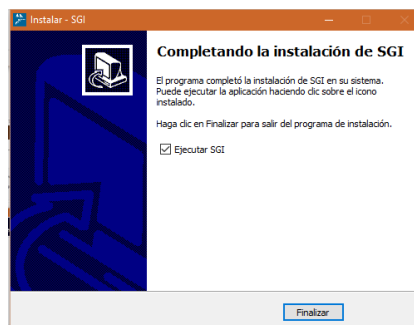 Instalar - SGI
Completando la instalación de SGI
El programa completó la instalación de SGI en su sistema.
Puede ejecutar la aplicación haciendo clic sobre el icono
instalado.
Haga clic en Finalizar para salir del programa de instalación.
Ejecutar SGI
Finalizar